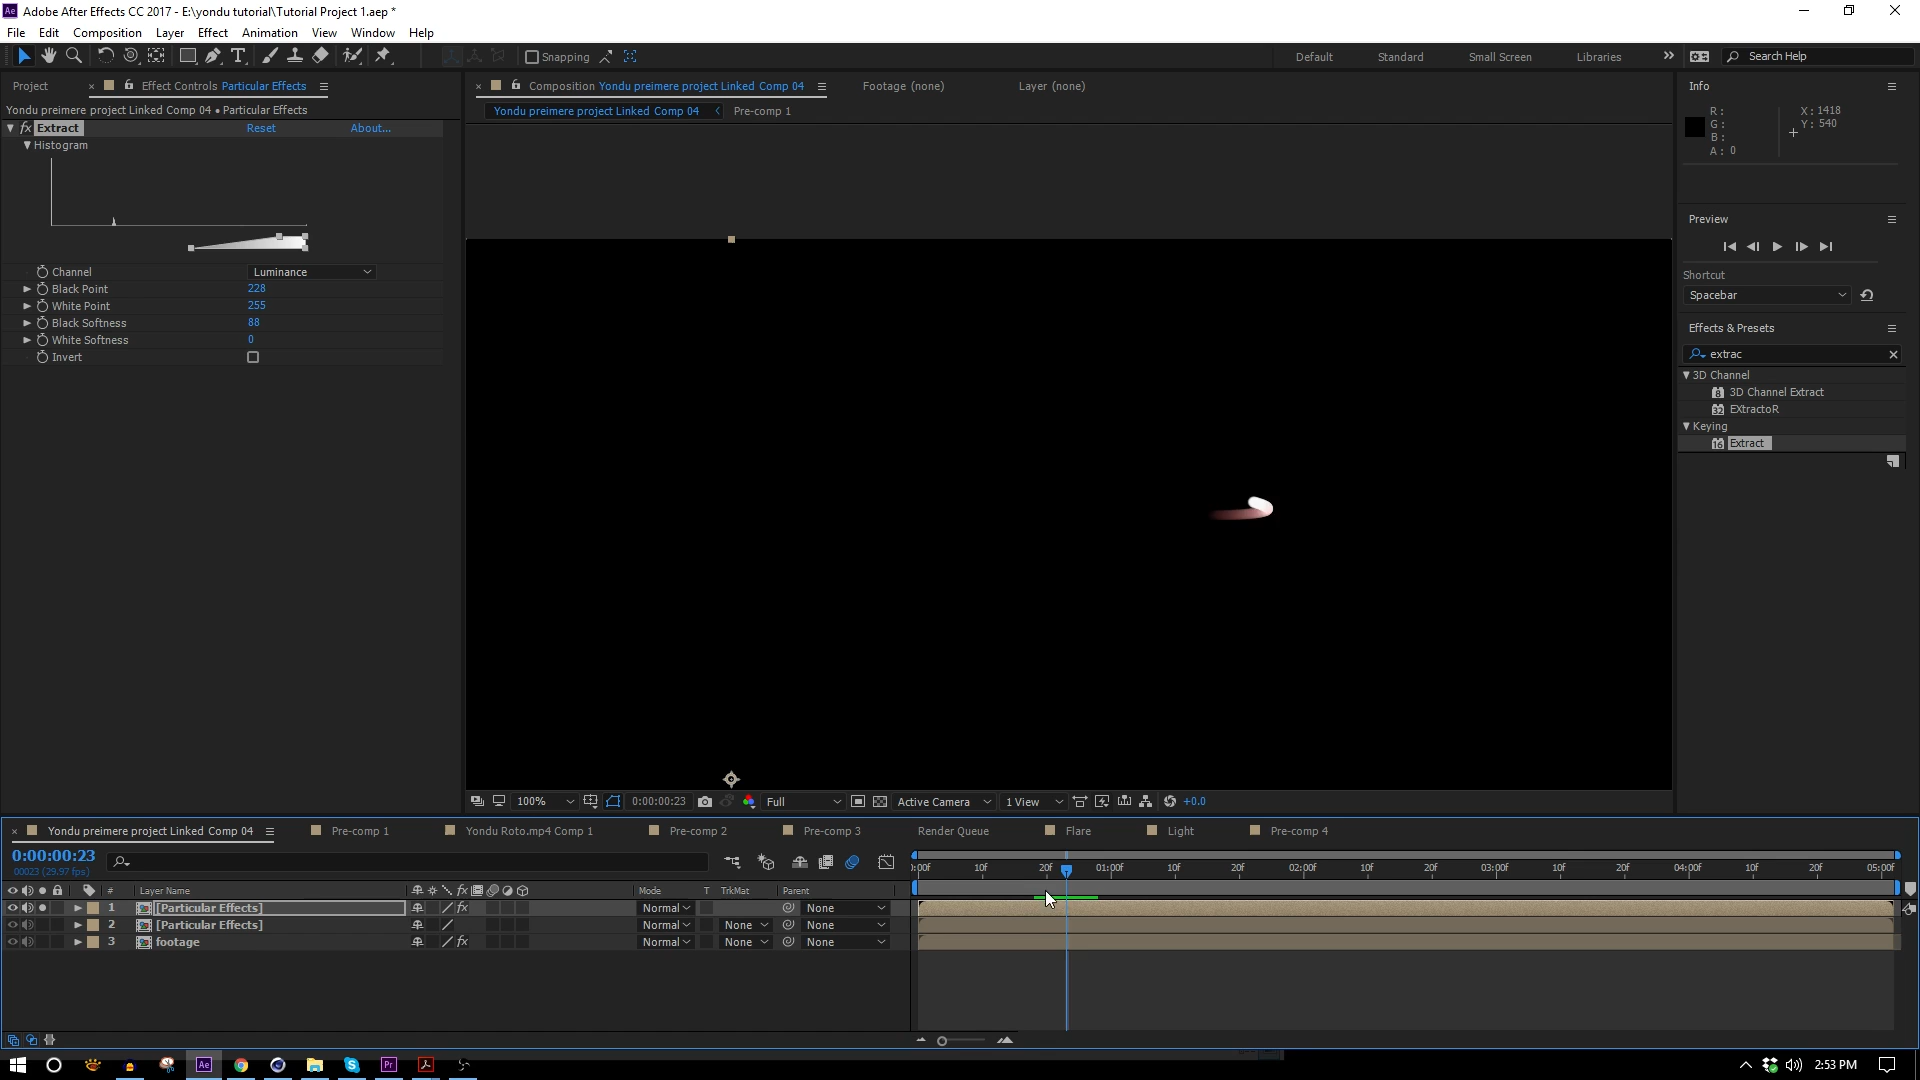 Adobe After Effects CC 2017 - E:\yondu tutorial\Tutorial Project 1.aep *
File Edit Composition Layer Effect Animation View Window Help
Snapping Default Standard Small Screen Libraries Search Help
Project × Effect Controls Particular Effects
Yondu preimere project Linked Comp 04 • Particular Effects
fx Extract Reset About...
Histogram
Channel Luminance
Black Point 228
White Point 255
Black Softness 88
White Softness 0
Invert
× Composition Yondu preimere project Linked Comp 04 Footage (none) Layer (none)
Yondu preimere project Linked Comp 04 < Pre-comp 1
100% 0:00:00:23 Full Active Camera 1 View +0.0
Info
R: X: 1418
G: Y: 540
B:
A: 0
Preview
Shortcut
Spacebar
Effects & Presets
extrac
3D Channel
8 3D Channel Extract
32 EXtractoR
Keying
16 Extract
× Yondu preimere project Linked Comp 04 Pre-comp 1 Yondu Roto.mp4 Comp 1 Pre-comp 2 Pre-comp 3 Render Queue Flare Light Pre-comp 4
0:00:00:23
00023 (29.97 fps)
:00f 10f 20f 01:00f 10f 20f 02:00f 10f 20f 03:00f 10f 20f 04:00f 10f 20f 05:00f
# Layer Name fx Mode T TrkMat Parent
1 [Particular Effects] fx Normal None
2 [Particular Effects] Normal None None
3 footage fx Normal None None
Ae Pr 2:53 PM